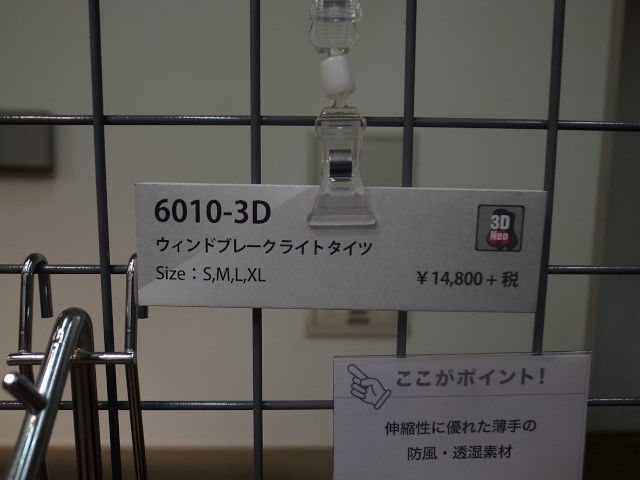 6010-3D
3D
Neo
ウィンドブレークライトタイツ
Size：S,M,L,XL
￥14,800+税
ここがポイント!
伸縮性に優れた薄手の
防風・透湿素材